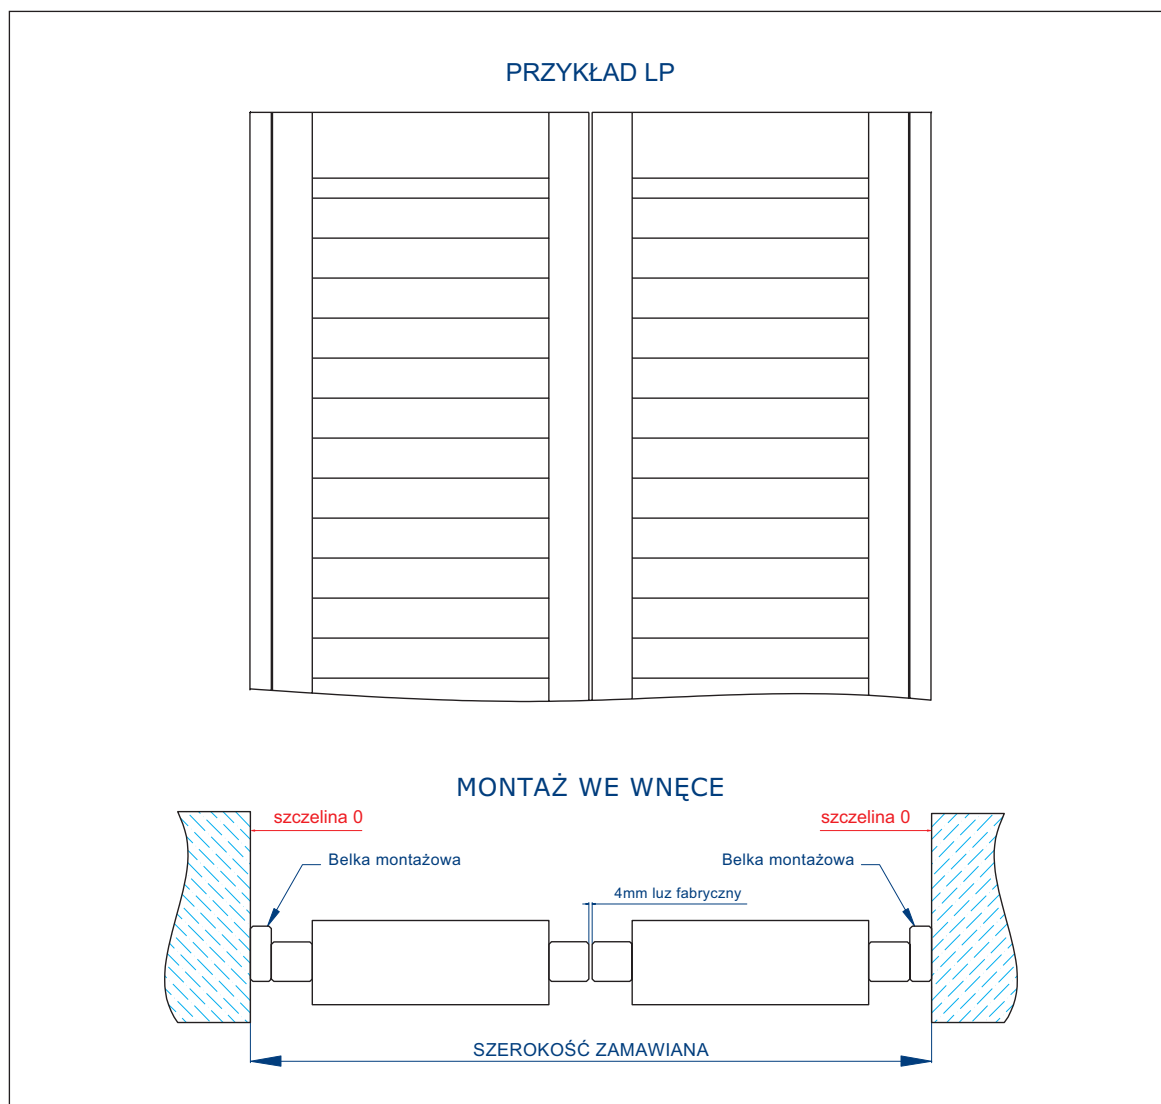 PRZYKŁAD LP
MONTAŻ WE WNĘCE
szczelina 0
szczelina 0
Belka montażowa
Belka montażowa
4mm luz fabryczny
SZEROKOŚĆ ZAMAWIANA